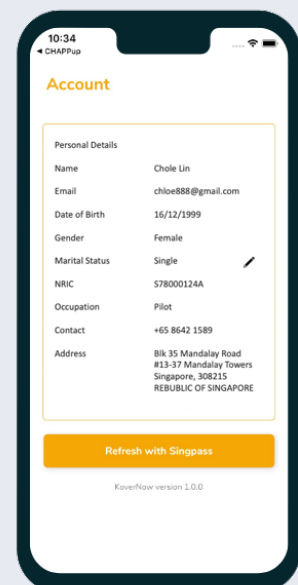 10:34
◀ CHAPPup
Account
Personal Details
Name Chole Lin
Email chloe888@gmail.com
Date of Birth 16/12/1999
Gender Female
Marital Status Single
NRIC S78000124A
Occupation Pilot
Contact +65 8642 1589
Address Blk 35 Mandalay Road
#13-37 Mandalay Towers
Singapore, 308215
REBUBLIC OF SINGAPORE
Refresh with Singpass
KoverNow version 1.0.0